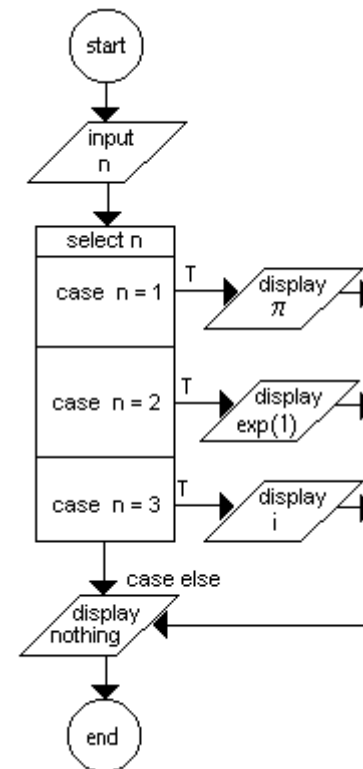 start
input
n
select n
case n = 1
T
display
π
case n = 2
T
display
exp(1)
case n = 3
T
display
i
case else
display
nothing
end